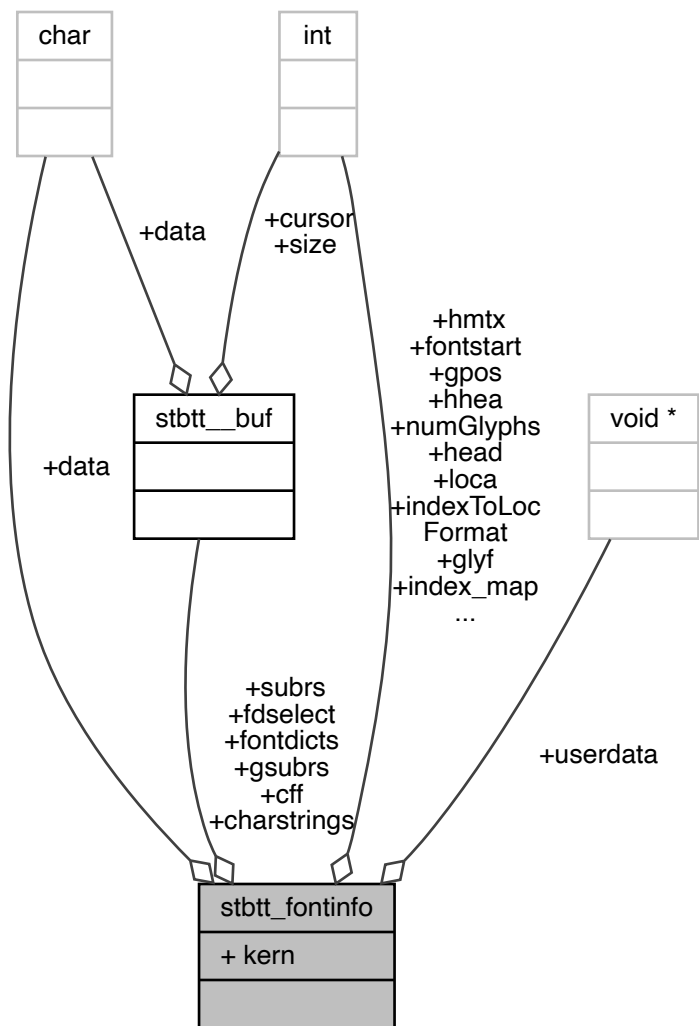 char
int
+data
+cursor
+size
+hmtx
+fontstart
+gpos
+hhea
+numGlyphs
+head
+loca
+indexToLoc
Format
+glyf
+index_map
...
stbtt__buf
void *
+data
+subrs
+fdselect
+fontdicts
+gsubrs
+cff
+charstrings
+userdata
stbtt_fontinfo
+ kern